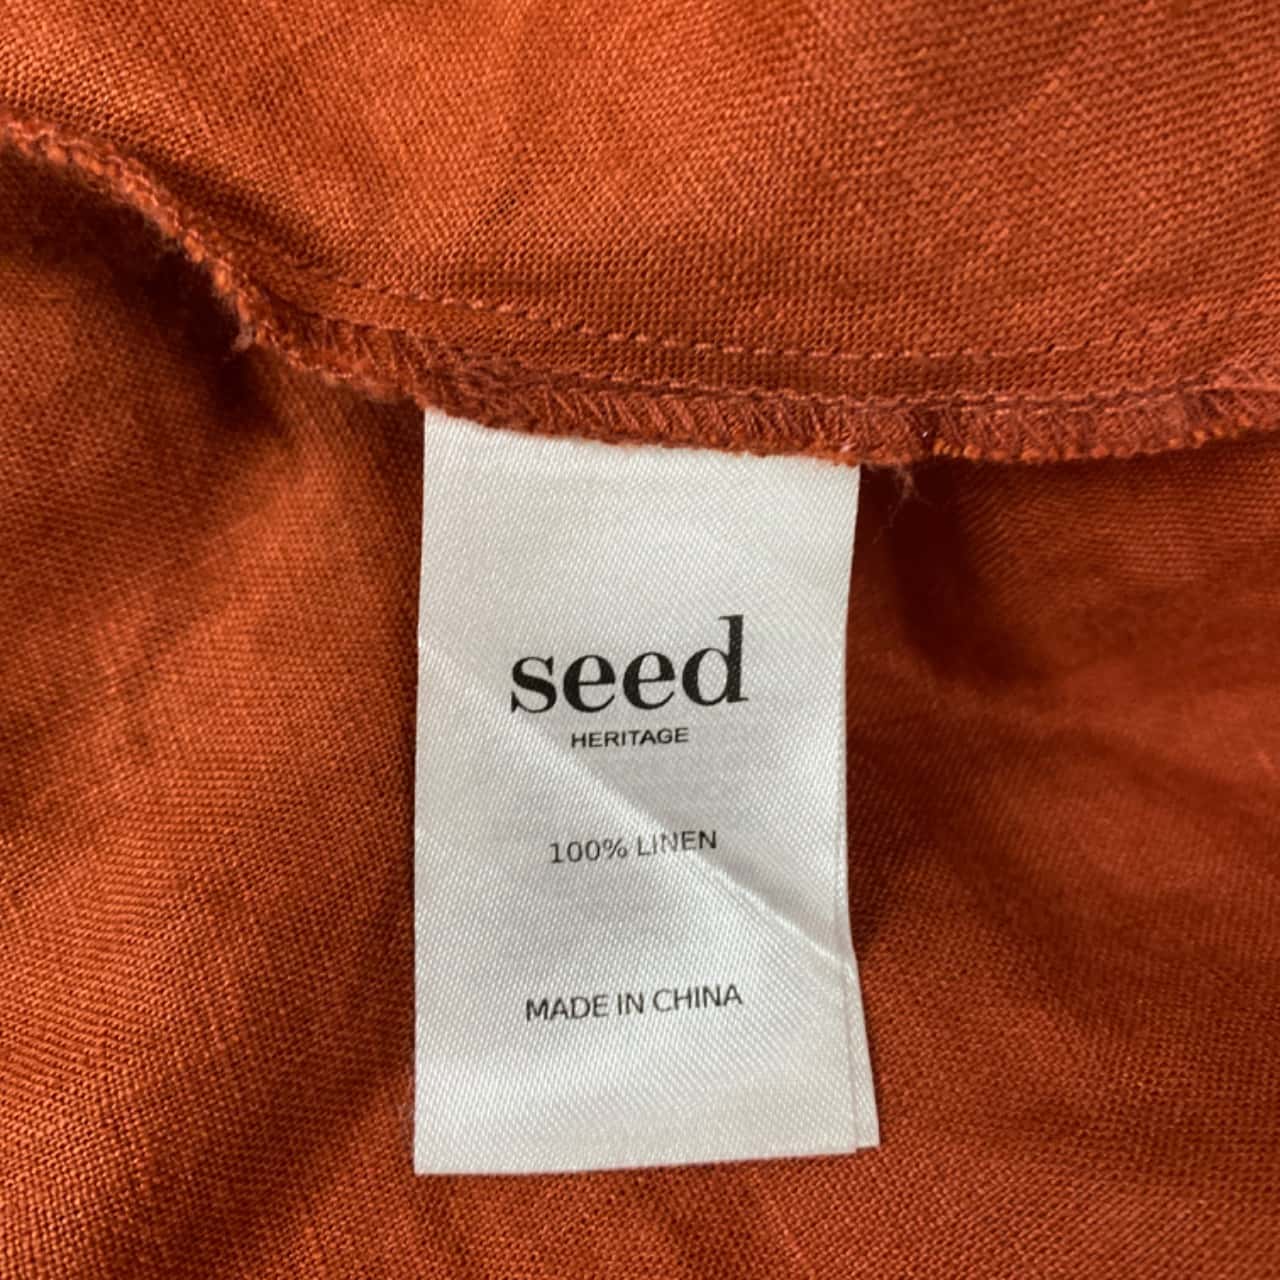 seed
HERITAGE
100% LINEN
MADE IN CHINA